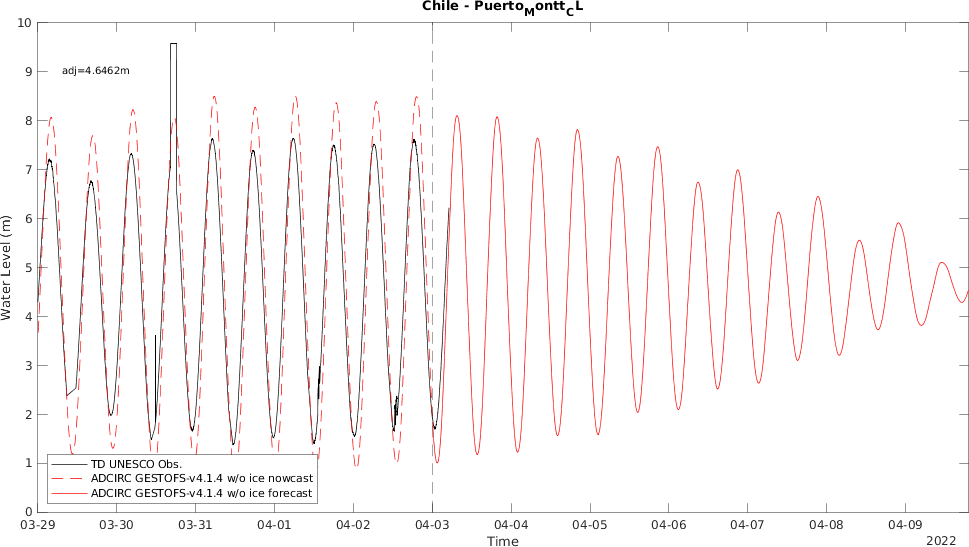 Chile - Puerto_Montt_CL
adj=4.6462m
10
9
8
7
6
5
4
3
2
1
0
Water Level (m)
TD UNESCO Obs.
ADCIRC GESTOFS-v4.1.4 w/o ice nowcast
ADCIRC GESTOFS-v4.1.4 w/o ice forecast
03-29 03-30 03-31 04-01 04-02 04-03 04-04 04-05 04-06 04-07 04-08 04-09
Time
2022